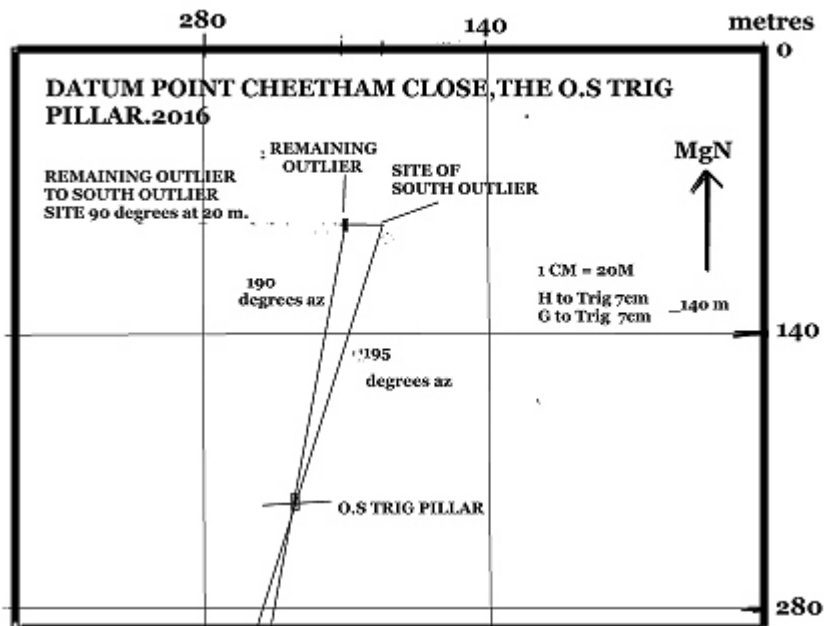 280
140
metres
0
DATUM POINT CHEETHAM CLOSE,THE O.S TRIG
PILLAR.2016
REMAINING
OUTLIER
SITE OF
SOUTH OUTLIER
MgN
REMAINING OUTLIER
TO SOUTH OUTLIER
SITE 90 degrees at 20 m.
190
degrees az
1 CM = 20M
H to Trig 7cm
G to Trig 7cm
_140 m
140
195
degrees az
O.S TRIG PILLAR
280